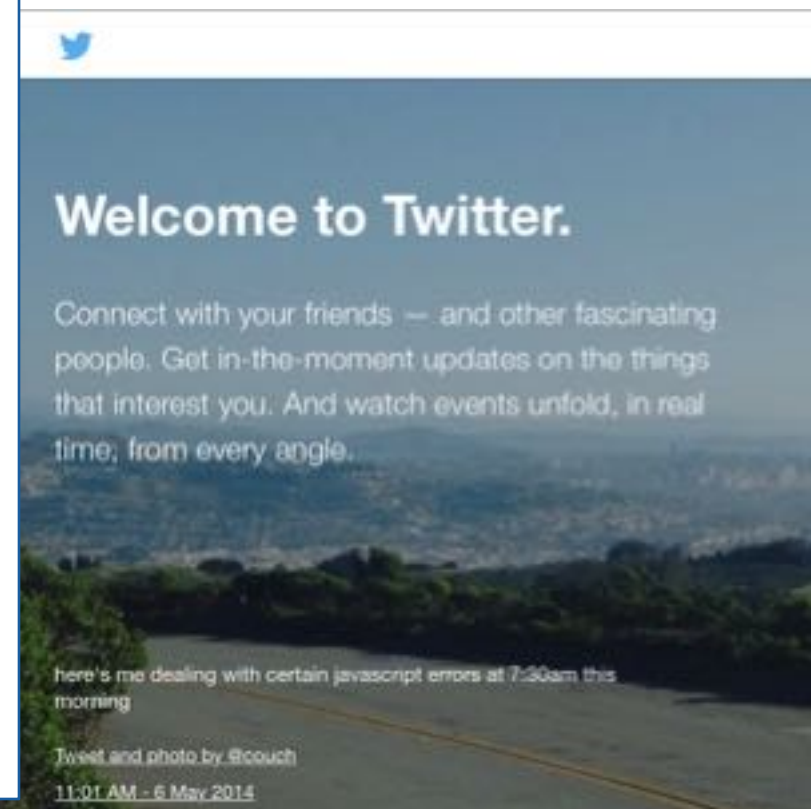 Welcome to Twitter.
Connect with your friends — and other fascinating
people. Get in-the-moment updates on the things
that interest you. And watch events unfold, in real
time, from every angle.
here's me dealing with certain javascript errors at 7:30am this
morning
Tweet and photo by @couch
11:01 AM - 6 May 2014